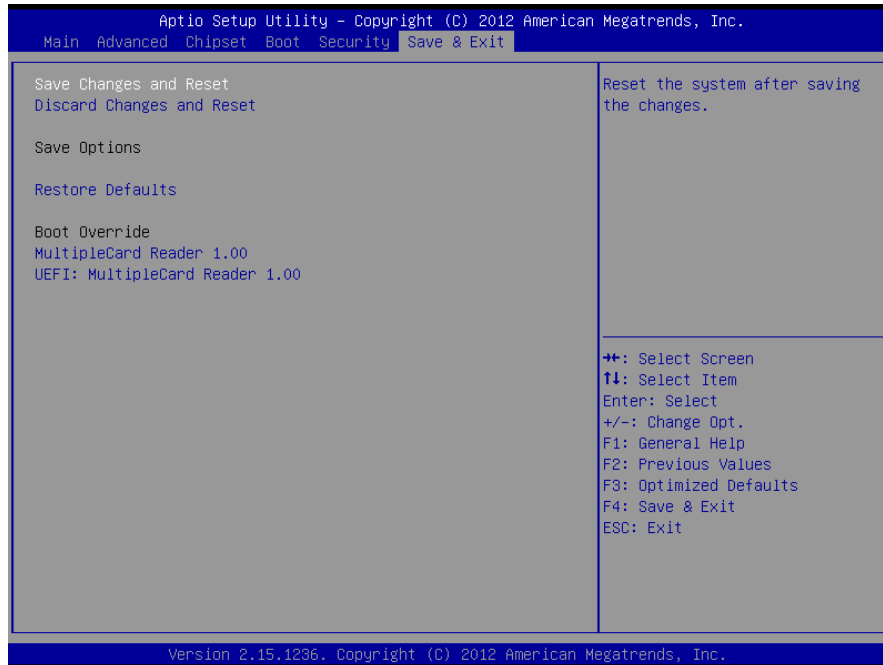 Aptio Setup Utility – Copyright (C) 2012 American Megatrends, Inc.
Main Advanced Chipset Boot Security Save & Exit
Save Changes and Reset
Discard Changes and Reset
Save Options
Restore Defaults
Boot Override
MultipleCard Reader 1.00
UEFI: MultipleCard Reader 1.00
Reset the system after saving
the changes.
→←: Select Screen
↑↓: Select Item
Enter: Select
+/-: Change Opt.
F1: General Help
F2: Previous Values
F3: Optimized Defaults
F4: Save & Exit
ESC: Exit
Version 2.15.1236. Copyright (C) 2012 American Megatrends, Inc.